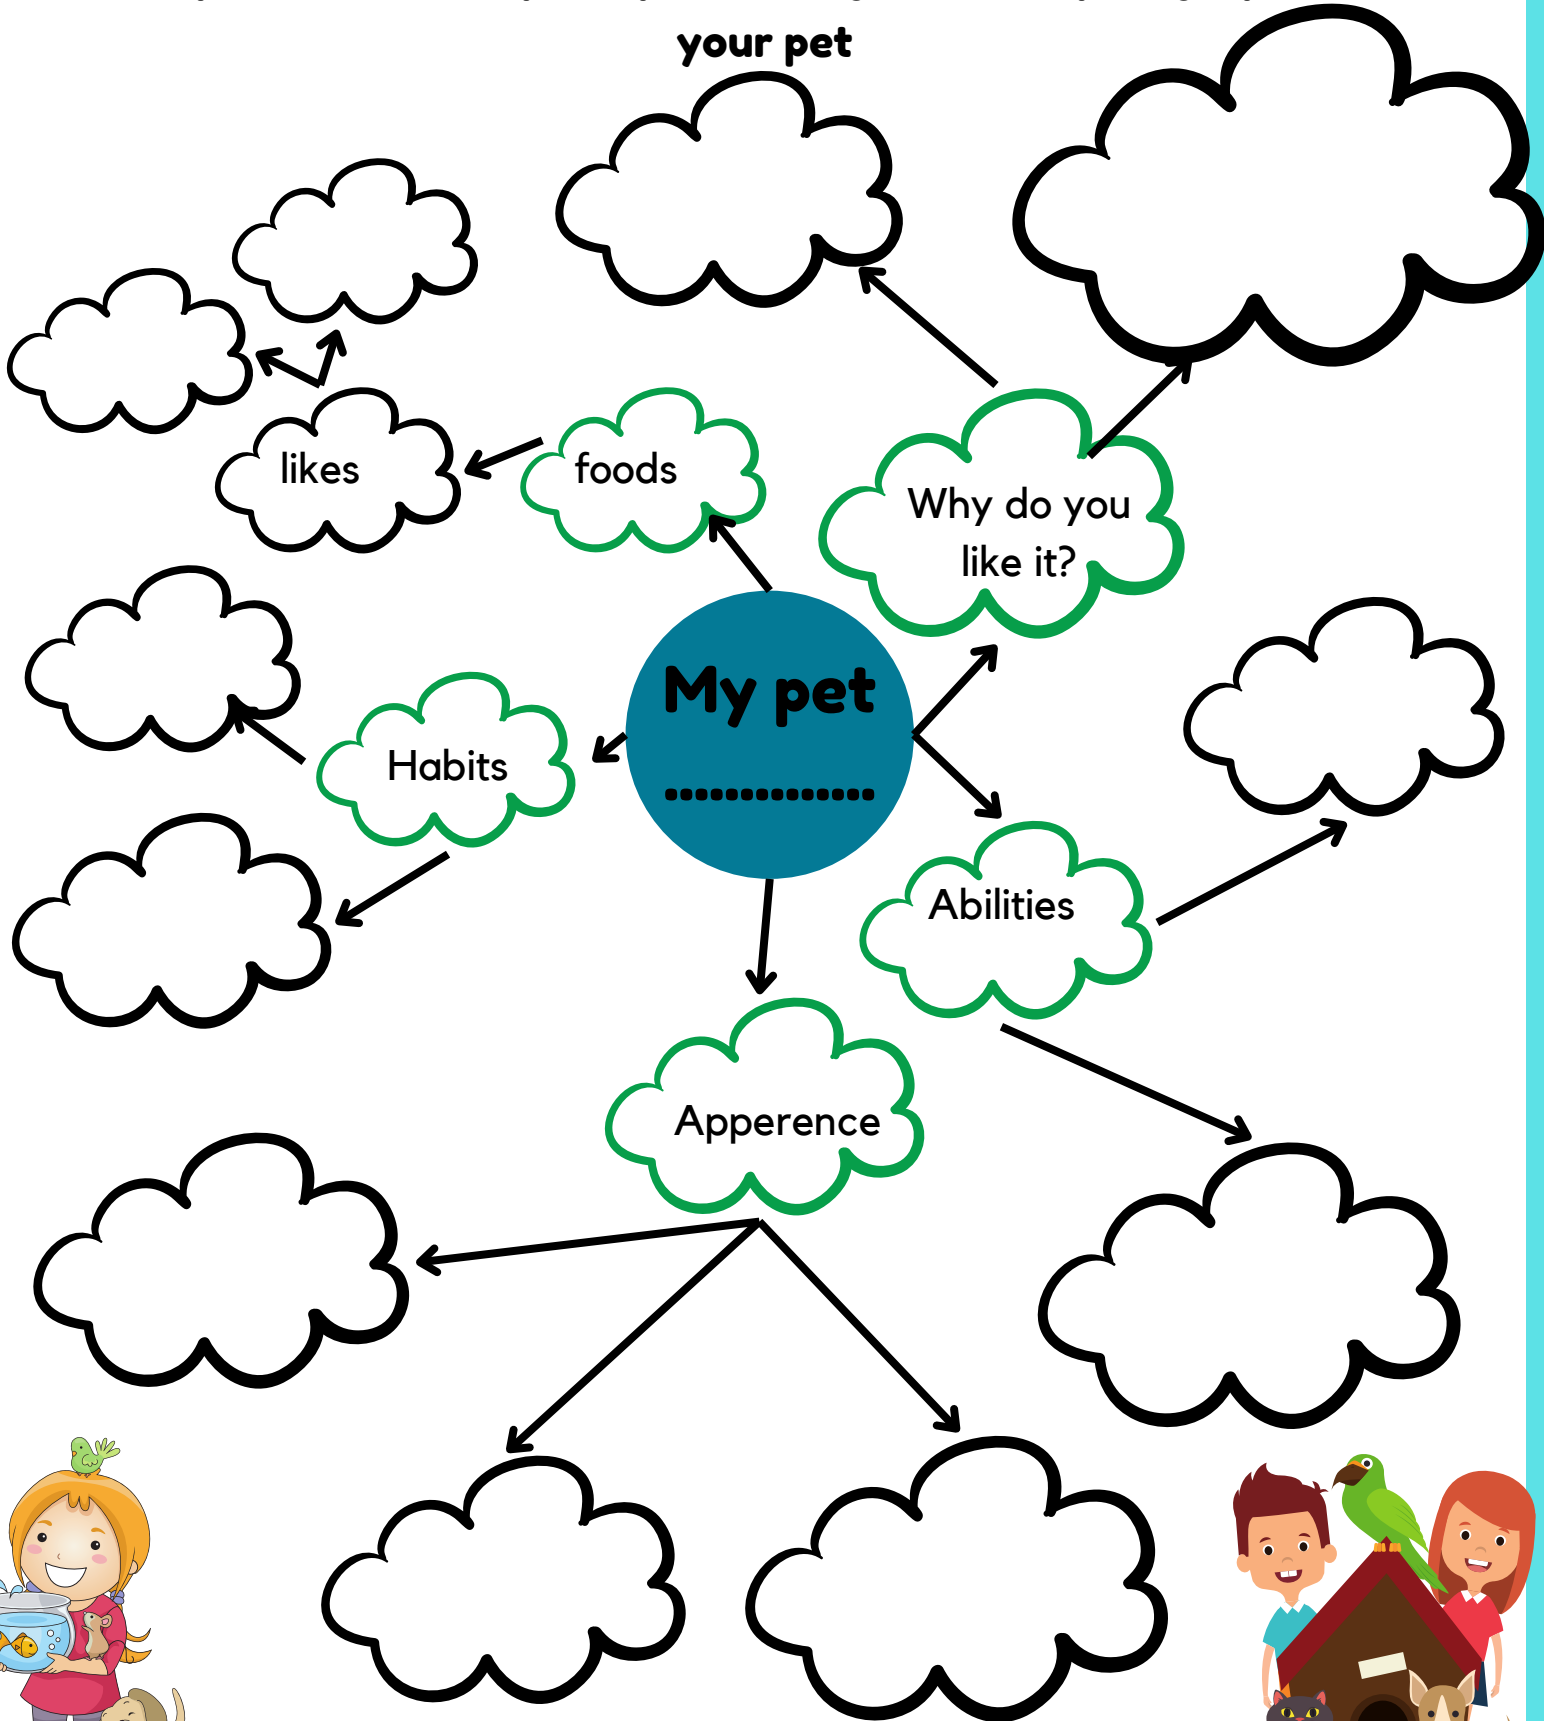 your pet
likes
foods
Why do you
like it?
My pet
..............
Habits
Abilities
Apperence